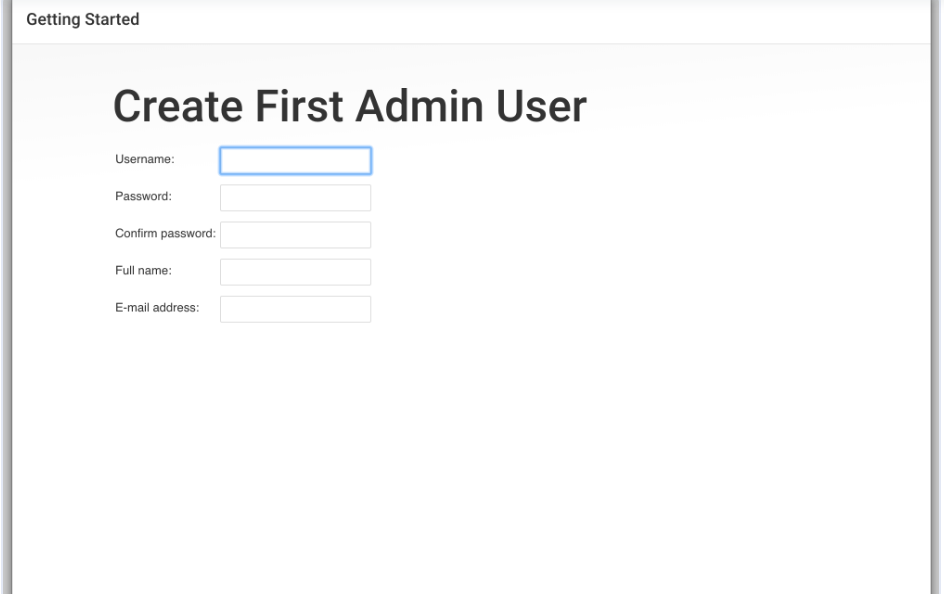 Getting Started
Create First Admin User
Username:
Password:
Confirm password:
Full name:
E-mail address: